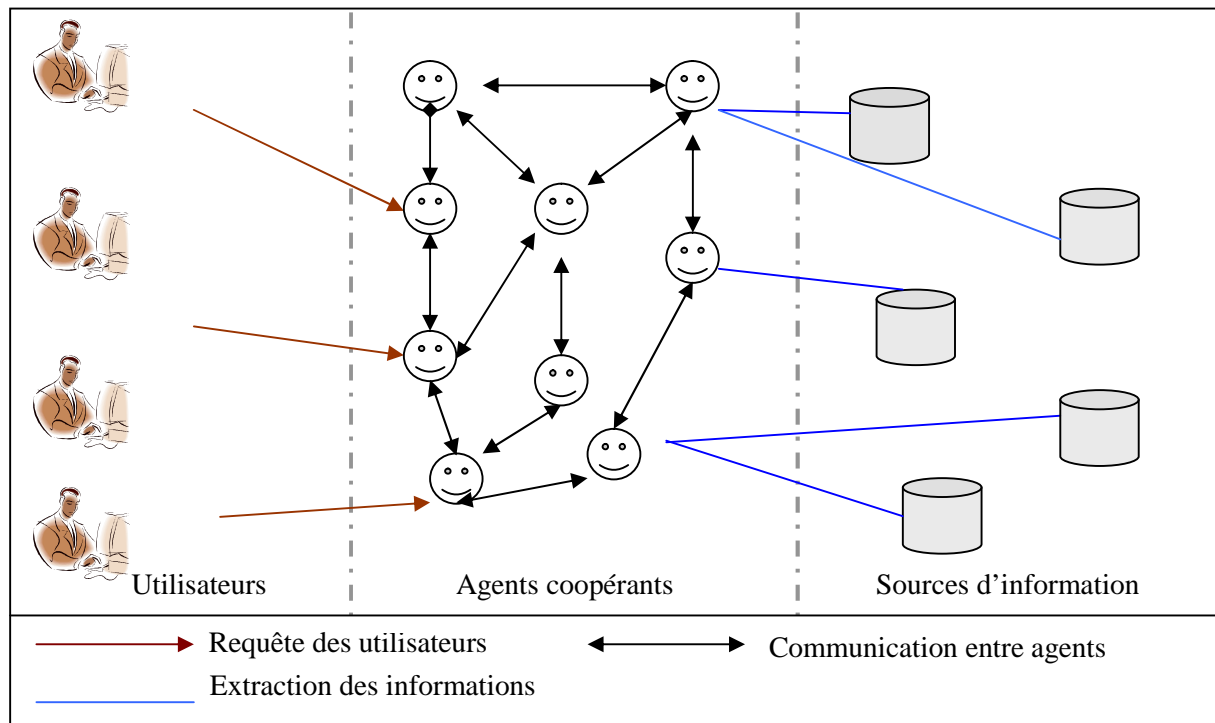 Utilisateurs
Agents coopérants
Sources d'information
Requête des utilisateurs
Communication entre agents
Extraction des informations